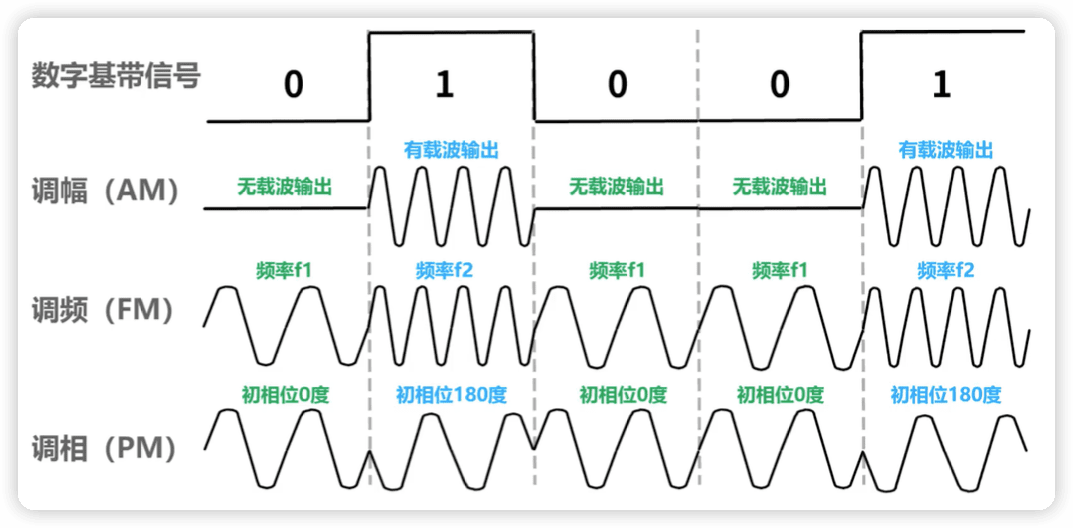 数字基带信号
0 1 0 0 1
有载波输出 有载波输出
调幅（AM） 无载波输出 无载波输出 无载波输出
频率f1 频率f2 频率f1 频率f1 频率f2
调频（FM）
初相位0度 初相位180度 初相位0度 初相位0度 初相位180度
调相（PM）